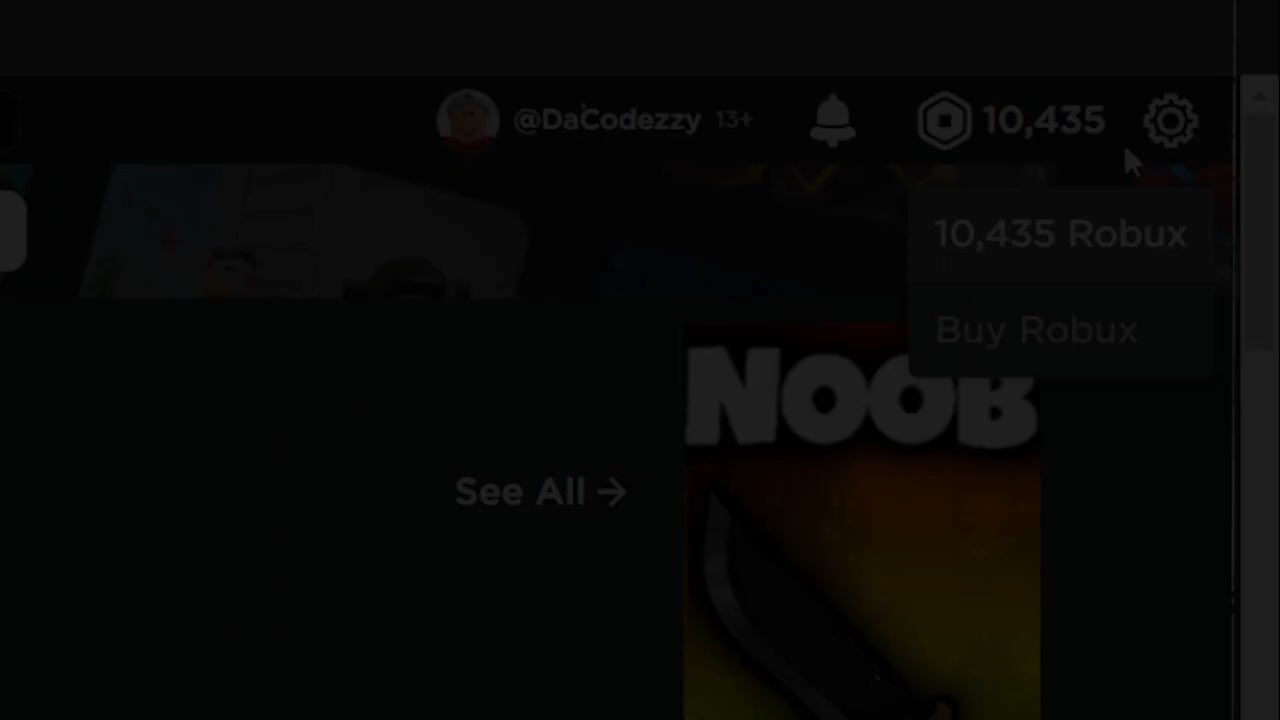 @DaCodezzy 13+ 10,435
10,435 Robux
Buy Robux
NOOB
See All →